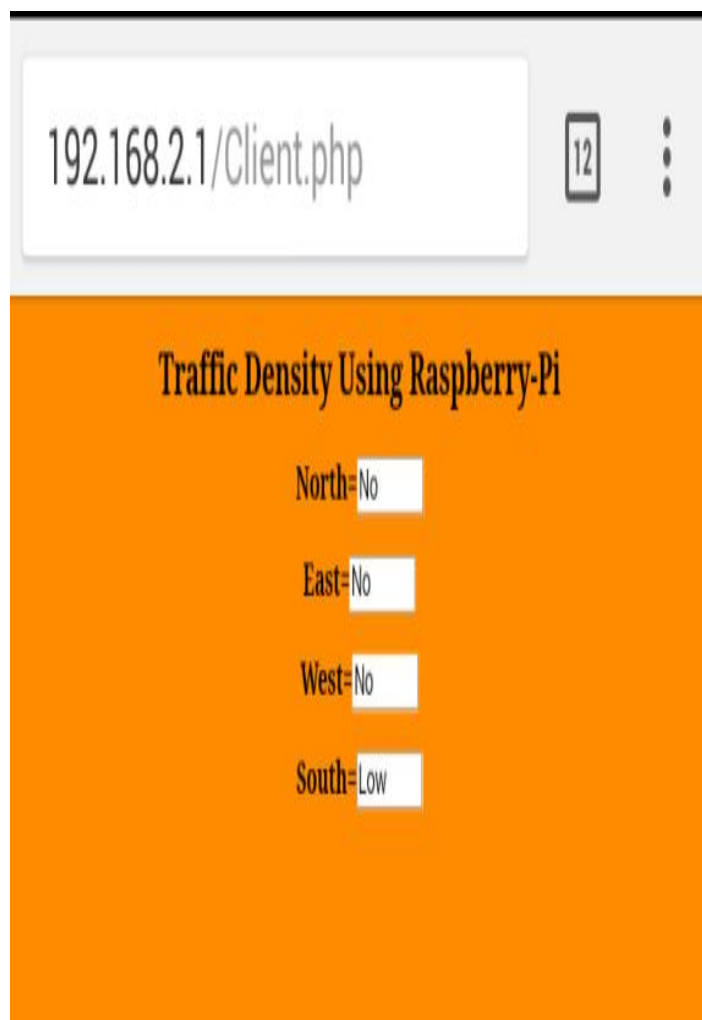 192.168.2.1/Client.php
12
Traffic Density Using Raspberry-Pi
North=No
East=No
West=No
South=Low